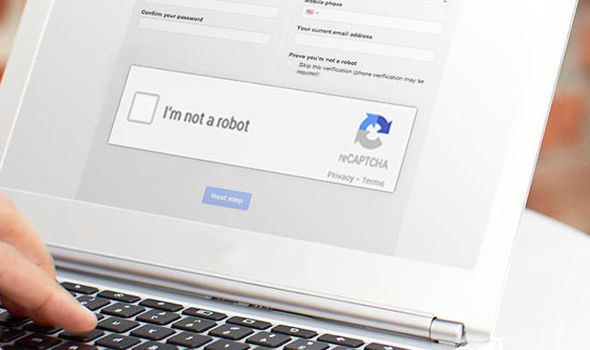 Mobile phone
Confirm your password
Your current email address
Prove you're not a robot
Skip this verification (phone verification may be
required)
I'm not a robot
reCAPTCHA
Privacy - Terms
Next step